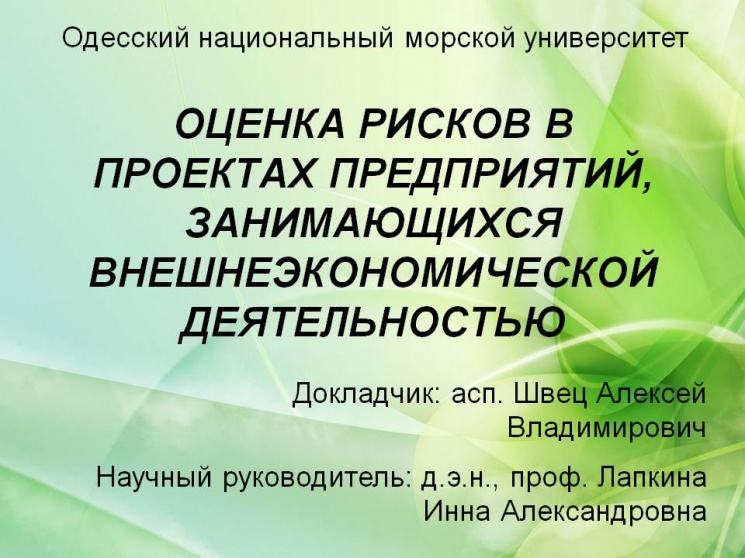 Одесский национальный морской университет
ОЦЕНКА РИСКОВ В
ПРОЕКТАХ ПРЕДПРИЯТИЙ,
ЗАНИМАЮЩИХСЯ
ВНЕШНЕЭКОНОМИЧЕСКОЙ
ДЕЯТЕЛЬНОСТЬЮ
Докладчик: асп. Швец Алексей
Владимирович
Научный руководитель: д.э.н., проф. Лапкина
Инна Александровна